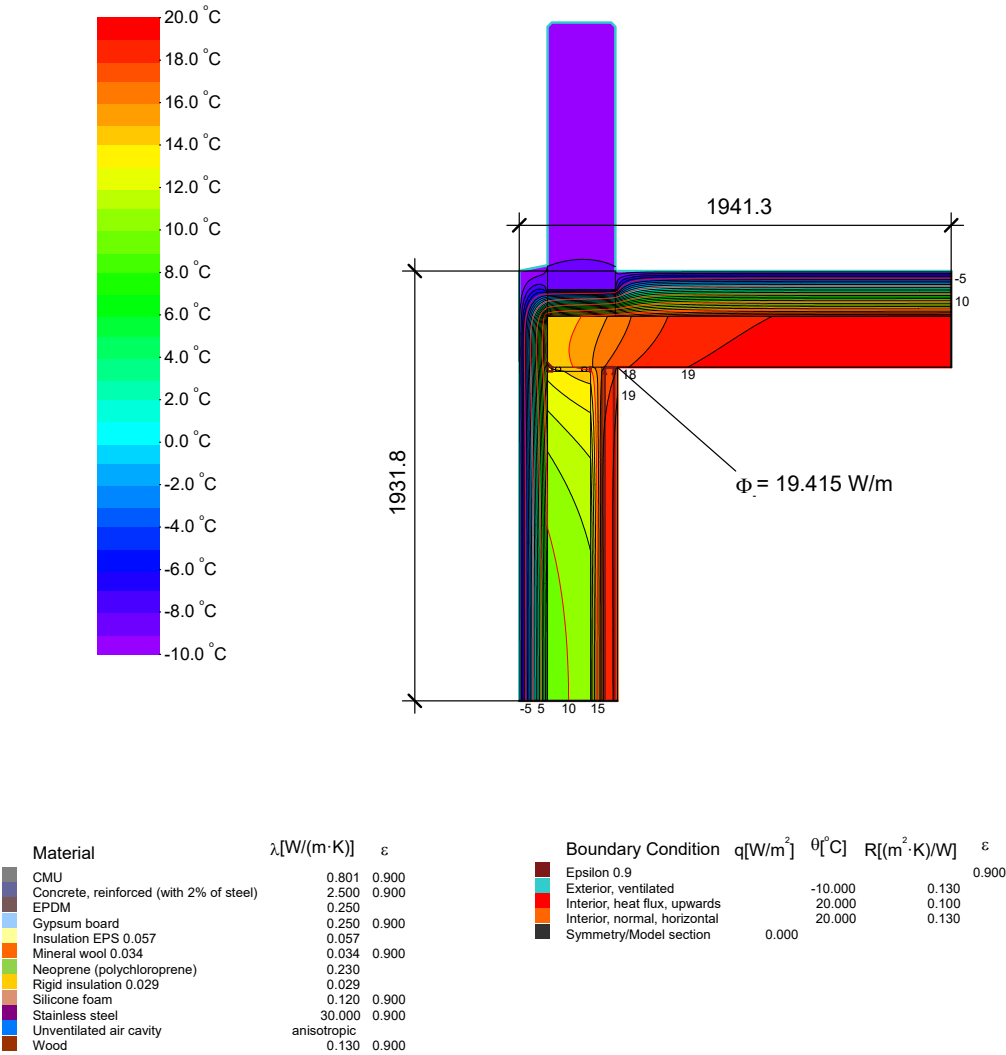 20.0 °C
18.0 °C
16.0 °C
14.0 °C
12.0 °C
10.0 °C
8.0 °C
6.0 °C
4.0 °C
2.0 °C
0.0 °C
-2.0 °C
-4.0 °C
-6.0 °C
-8.0 °C
-10.0 °C
1941.3
-5
10
18
19
19
1931.8
Φ = 19.415 W/m
-5 5 10 15
Material λ[W/(m·K)] ε
CMU 0.801 0.900
Concrete, reinforced (with 2% of steel) 2.500 0.900
EPDM 0.250
Gypsum board 0.250 0.900
Insulation EPS 0.057 0.057
Mineral wool 0.034 0.034 0.900
Neoprene (polychloroprene) 0.230
Rigid insulation 0.029 0.029
Silicone foam 0.120 0.900
Stainless steel 30.000 0.900
Unventilated air cavity anisotropic
Wood 0.130 0.900
Boundary Condition q[W/m²] θ[°C] R[(m²·K)/W] ε
Epsilon 0.9 0.900
Exterior, ventilated -10.000 0.130
Interior, heat flux, upwards 20.000 0.100
Interior, normal, horizontal 20.000 0.130
Symmetry/Model section 0.000